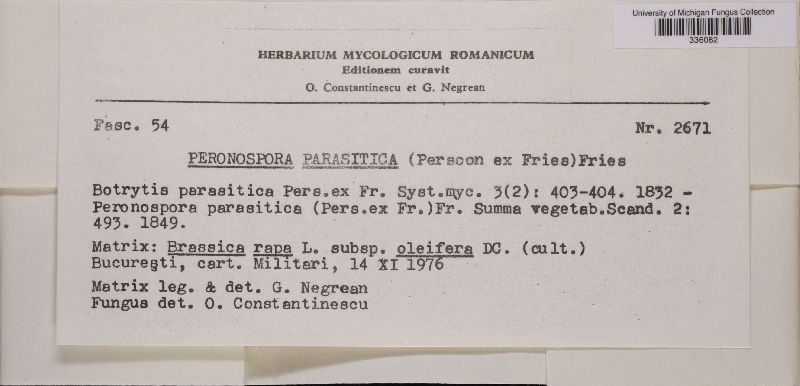 University of Michigan Fungus Collection
336082
HERBARIUM MYCOLOGICUM ROMANICUM
Editionem curavit
O. Constantinescu et G. Negrean
Fasc. 54
Nr. 2671
PERONOSPORA PARASITICA (Persoon ex Fries)Fries
Botrytis parasitica Pers.ex Fr. Syst.myc. 3(2): 403-404. 1832 -
Peronospora parasitica (Pers.ex Fr.)Fr. Summa vegetab.Scand. 2:
493. 1849.
Matrix: Brassica rapa L. subsp. oleifera DC. (cult.)
București, cart. Militari, 14 XI 1976
Matrix leg. & det. G. Negrean
Fungus det. O. Constantinescu